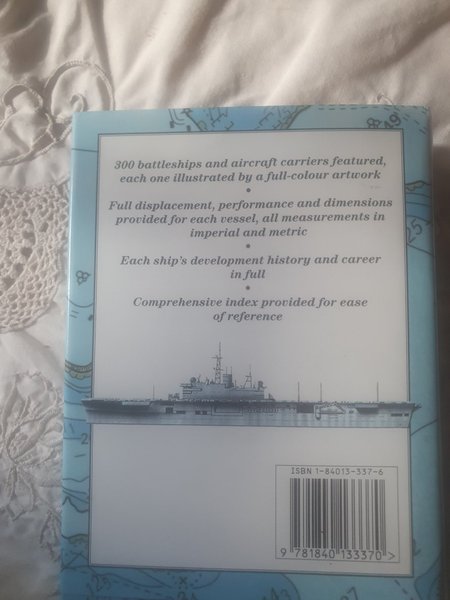 300 battleships and aircraft carriers featured,
each one illustrated by a full-colour artwork
•
Full displacement, performance and dimensions
provided for each vessel, all measurements in
imperial and metric
•
Each ship's development history and career
in full
•
Comprehensive index provided for ease
of reference
ISBN 1-84013-337-6
9 781840 133370 >
49
25